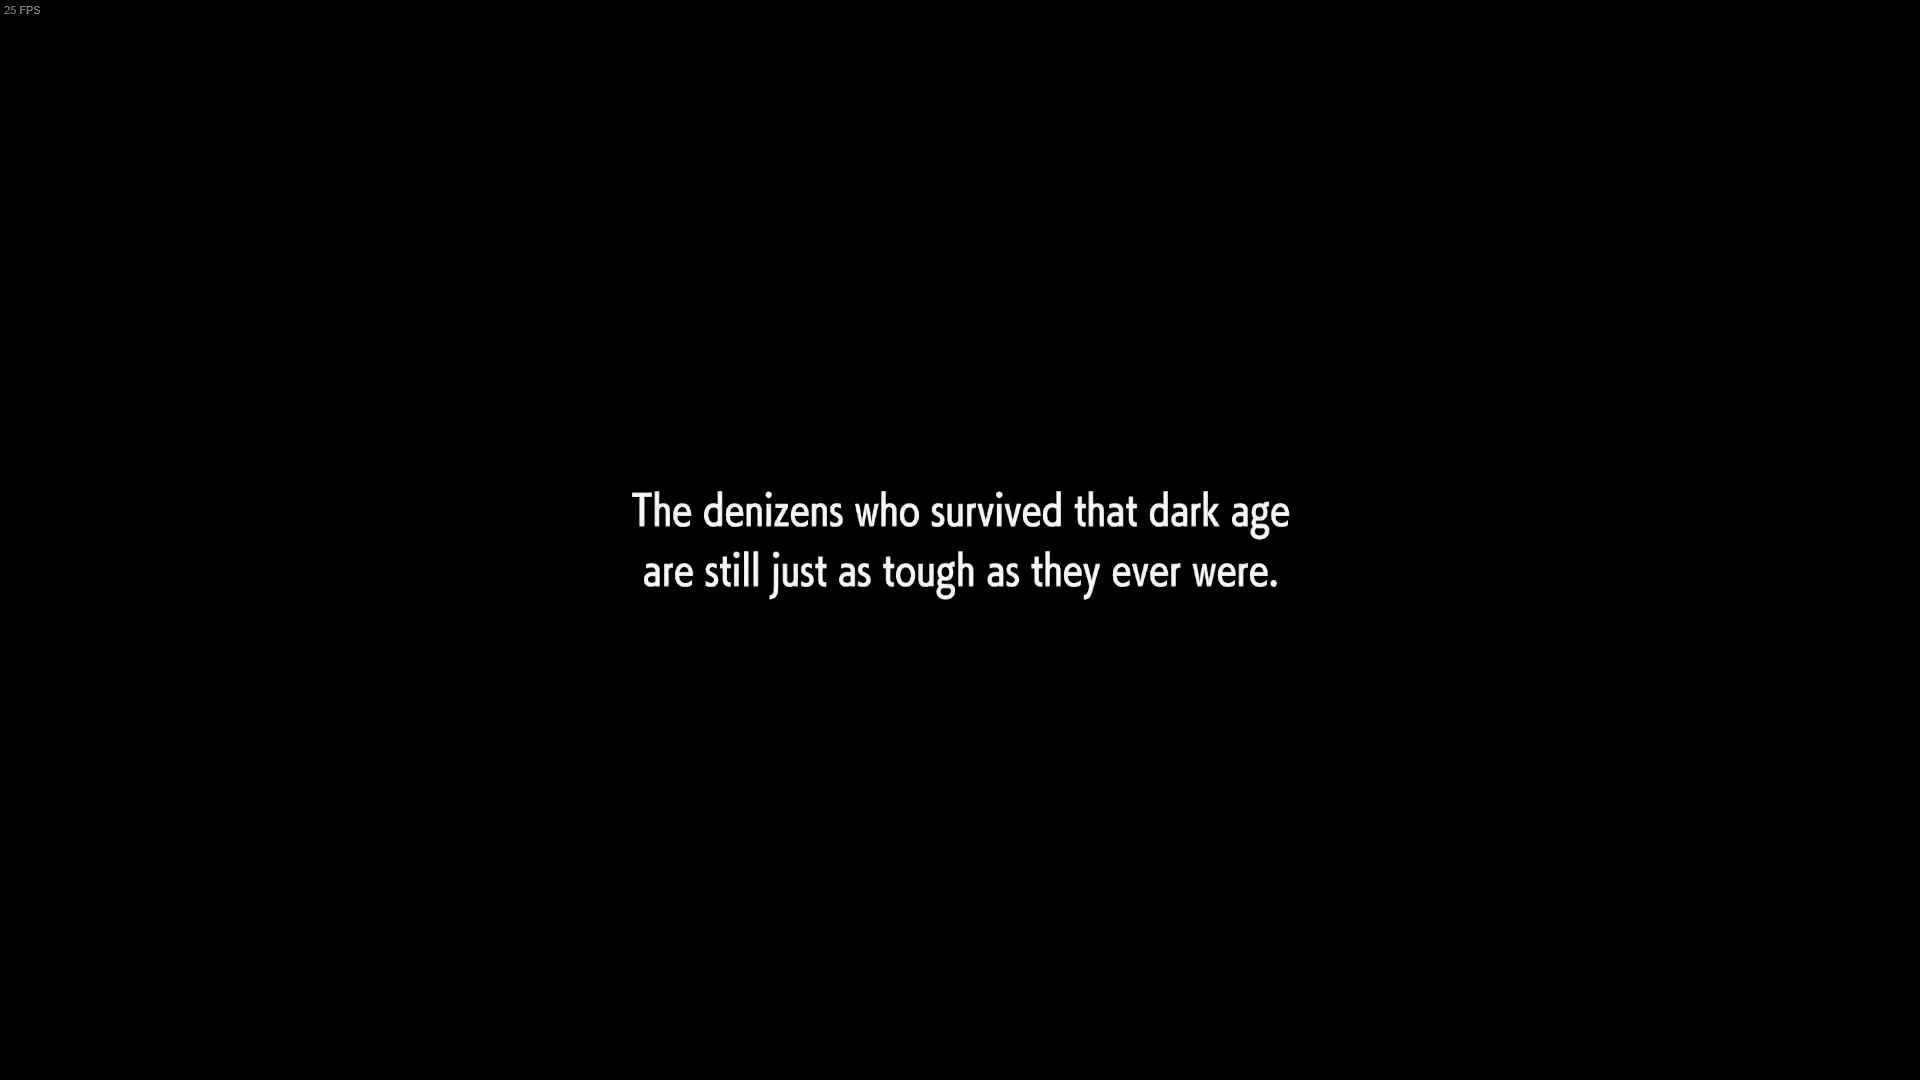 25 FPS
The denizens who survived that dark age
are still just as tough as they ever were.